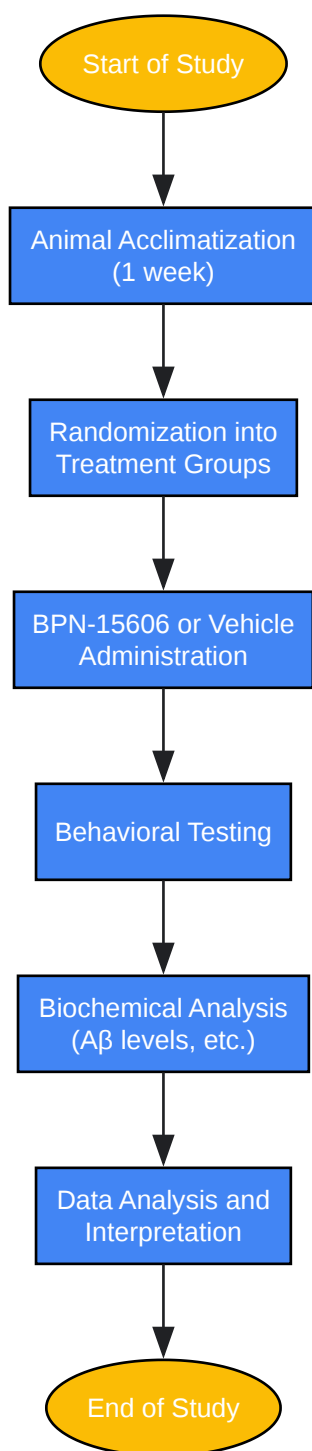 Start of Study
Animal Acclimatization
(1 week)
Randomization into
Treatment Groups
BPN-15606 or Vehicle
Administration
Behavioral Testing
Biochemical Analysis
(Aβ levels, etc.)
Data Analysis and
Interpretation
End of Study